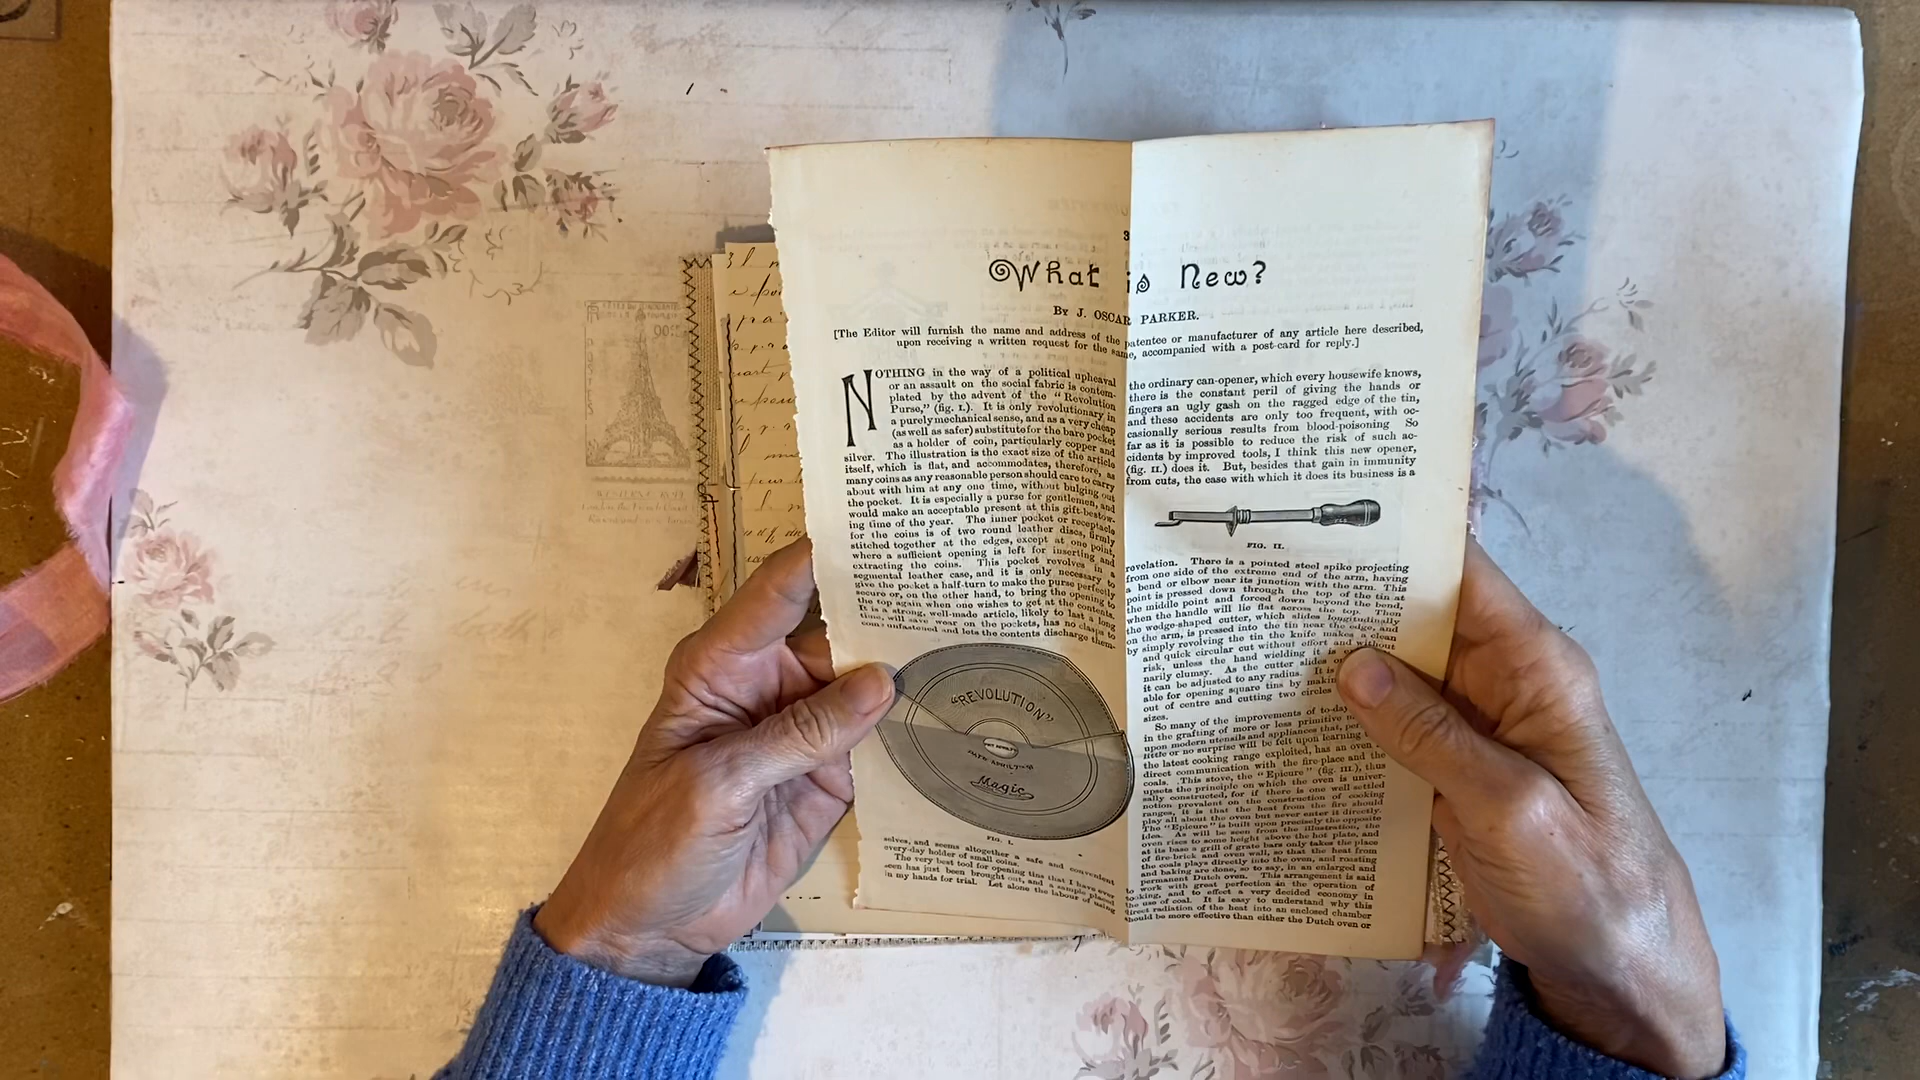 What is New?
By J. OSCAR PARKER.
[The Editor will furnish the name and address of the patentee or manufacturer of any article here described,
upon receiving a written request for the same, accompanied with a post-card for reply.]
NOTHING in the way of a political upheaval
or an assault on the social fabric is contem-
plated by the advent of the "Revolution
Purse," (fig. I.). It is only revolutionary in
a purely mechanical sense, and as a very cheap
(as well as safer) substitute for the bare pocket
as a holder of coin, particularly copper and
silver. The illustration is the exact size of the article
itself, which is flat, and accommodates, therefore, as
many coins as any reasonable person should care to carry
about with him at any one time, without bulging out
the pocket. It is especially a purse for gentlemen, and
would make an acceptable present at this gift-bestow-
ing time of the year. The inner pocket or receptacle
for the coins is of two round leather discs, firmly
stitched together at the edges, except at one point,
where a sufficient opening is left for inserting and
extracting the coins. This pocket revolves in a
segmental leather case, and it is only necessary to
give the pocket a half-turn to make the purse perfectly
secure or, on the other hand, to bring the opening to
the top again when one wishes to get at the contents.
It is a strong, well-made article, likely to last a long
time, will save wear on the pockets, has no clasps to
come unfastened and lets the contents discharge them-
"REVOLUTION"
Magic
FIG. I.
selves, and seems altogether a safe and convenient
every-day holder of small coins.
The very best tool for opening tins that I have ever
seen has just been brought out, and a sample placed
in my hands for trial. Let alone the labour of using
the ordinary can-opener, which every housewife knows,
there is the constant peril of giving the hands or
fingers an ugly gash on the ragged edge of the tin,
and these accidents are only too frequent, with oc-
casionally serious results from blood-poisoning So
far as it is possible to reduce the risk of such ac-
cidents by improved tools, I think this new opener,
(fig. II.) does it. But, besides that gain in immunity
from cuts, the ease with which it does its business is a
FIG. II.
revelation. There is a pointed steel spike projecting
from one side of the extreme end of the arm, having
a bend or elbow near its junction with the arm. This
point is pressed down through the top of the tin at
the middle point and forced down beyond the bend,
when the handle will lie flat across the top. Then
the wedge-shaped cutter, which slides longitudinally
on the arm, is pressed into the tin near the edge, and
by simply revolving the tin the knife makes a clean
and quick circular cut without effort and without
risk, unless the hand wielding it is
narily clumsy. As the cutter slides
it can be adjusted to any radius. It is
able for opening square tins by
out of centre and cutting two circles
sizes.
So many of the improvements of to-day
in the grafting of more or less primitive
upon modern utensils and appliances that,
little or no surprise will be felt upon learning
the latest cooking range exploited, has an oven
direct communication with the fire-place and the
coals. This stove, the "Epicure" (fig. III.), thus
upsets the principle on which the oven is univer-
sally constructed, for if there is one well settled
notion prevalent on the construction of cooking
ranges, it is that the heat from the fire should
play all about the oven but never enter it directly.
The "Epicure" is built upon precisely the opposite
idea. As will be seen from the illustration, the
oven rises to some height above the hot plate, and
at its base a grill of grate bars only takes the place
of fire-brick and oven wall, so that the heat from
the coals plays directly into the oven, and roasting
and baking are done, so to say, in an enlarged and
permanent Dutch oven. This arrangement is said
to work with great perfection in the operation of
cooking, and to effect a very decided economy in
the use of coal. It is easy to understand why this
direct radiation of the heat into an enclosed chamber
should be more effective than either the Dutch oven or